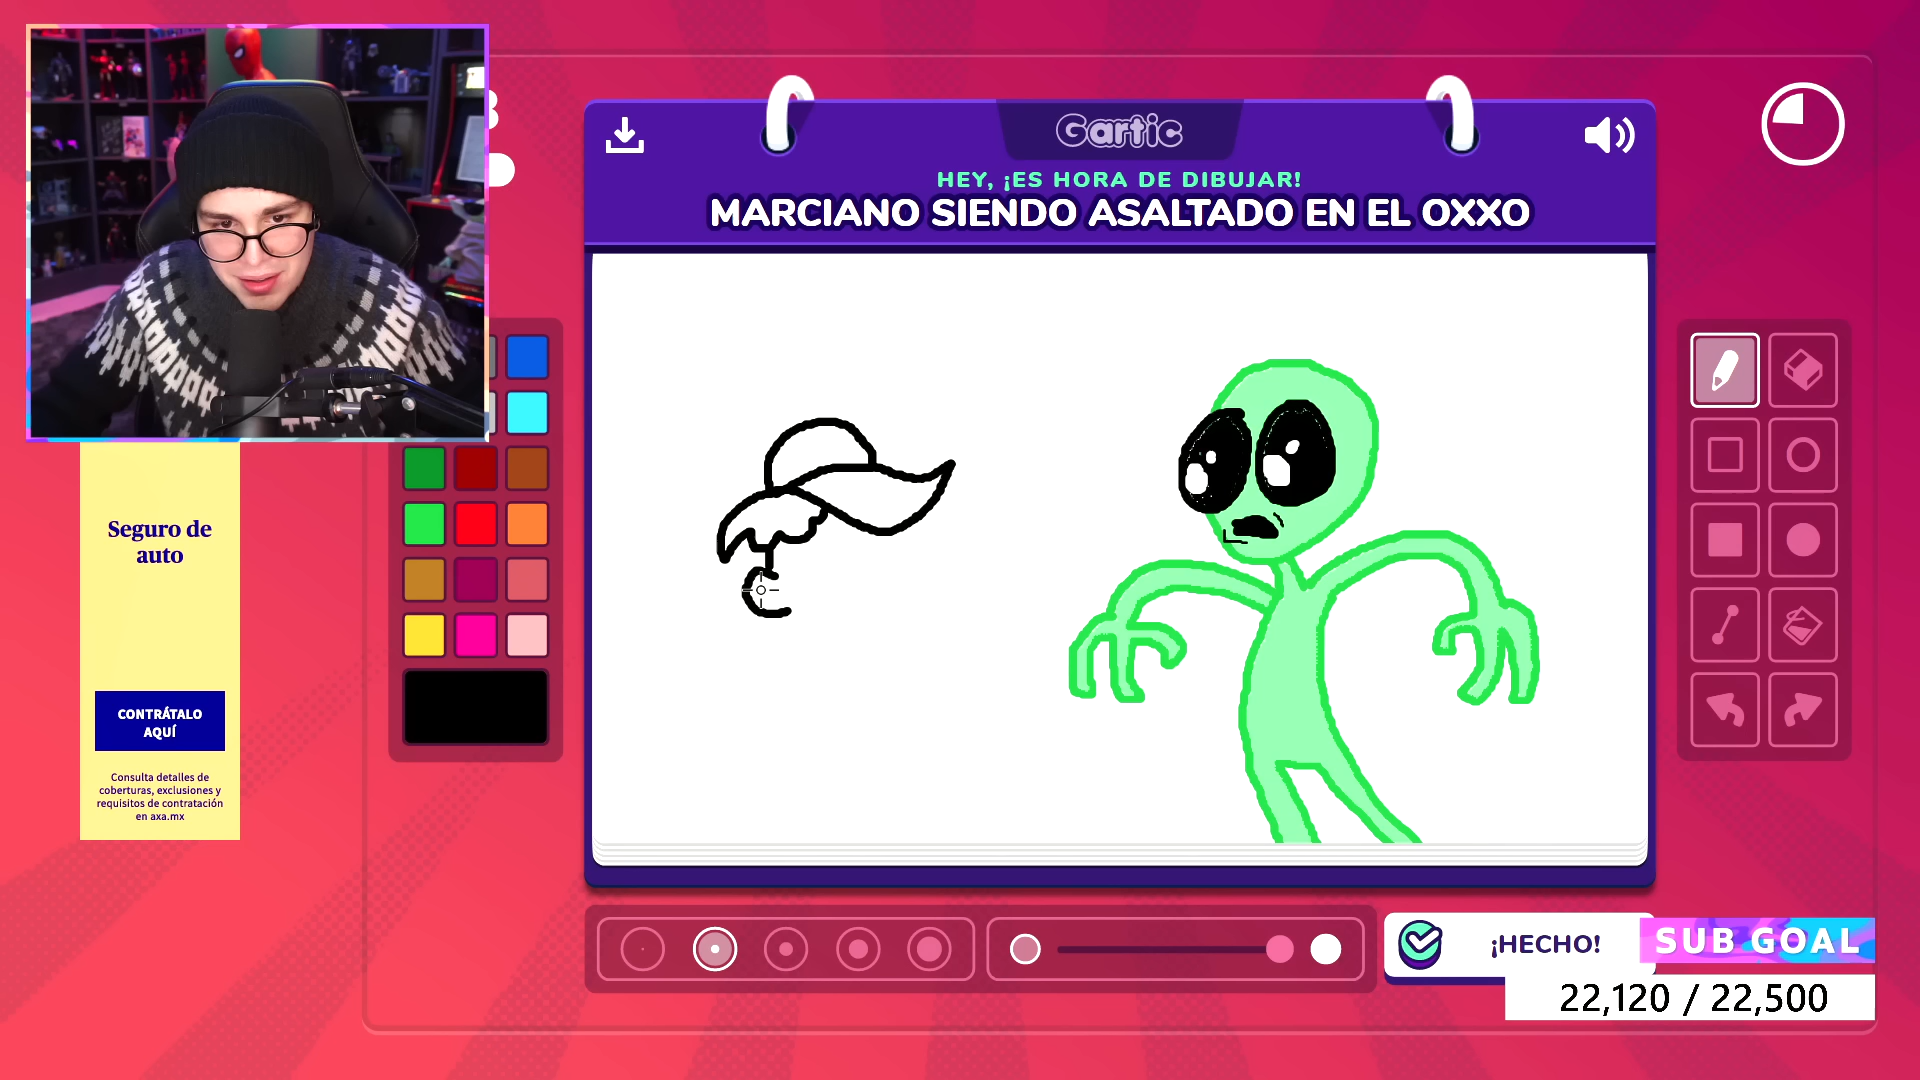 Gartic
HEY, ¡ES HORA DE DIBUJAR!
MARCIANO SIENDO ASALTADO EN EL OXXO
Seguro de
auto
CONTRÁTALO
AQUÍ
Consulta detalles de
coberturas, exclusiones y
requisitos de contratación
en axa.mx
¡HECHO!
SUB GOAL
22,120 / 22,500